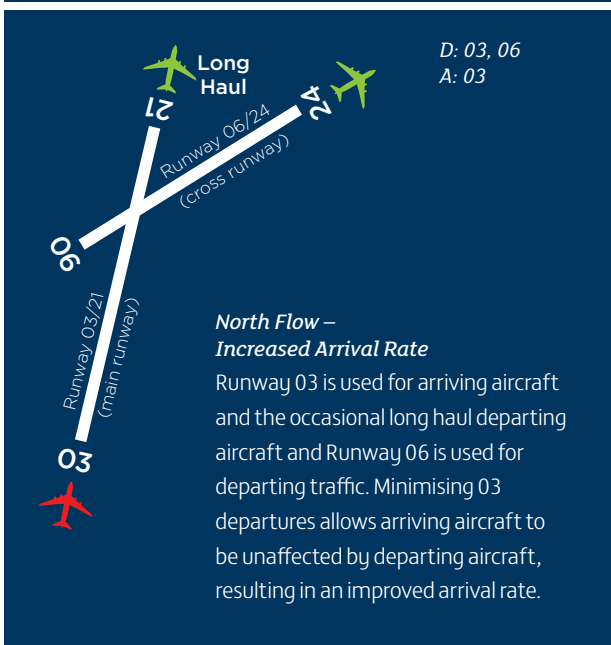 Long
Haul
D: 03, 06
A: 03
21
24
Runway 06/24
(cross runway)
06
Runway 03/21
(main runway)
03
North Flow –
Increased Arrival Rate
Runway 03 is used for arriving aircraft
and the occasional long haul departing
aircraft and Runway 06 is used for
departing traffic. Minimising 03
departures allows arriving aircraft to
be unaffected by departing aircraft,
resulting in an improved arrival rate.